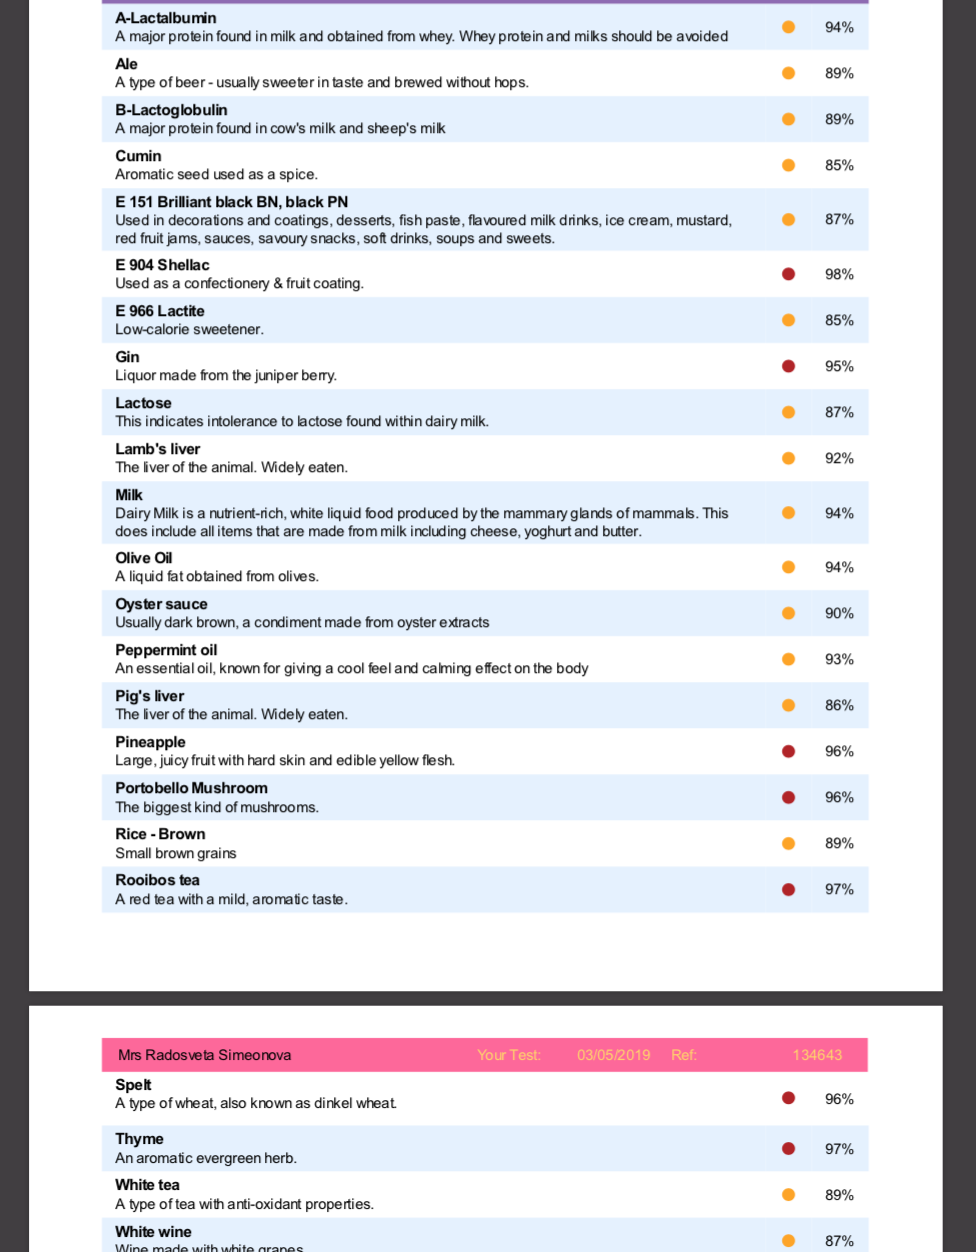 A-Lactalbumin
A major protein found in milk and obtained from whey. Whey protein and milks should be avoided
94%
Ale
A type of beer - usually sweeter in taste and brewed without hops.
89%
B-Lactoglobulin
A major protein found in cow's milk and sheep's milk
89%
Cumin
Aromatic seed used as a spice.
85%
E 151 Brilliant black BN, black PN
Used in decorations and coatings, desserts, fish paste, flavoured milk drinks, ice cream, mustard,
red fruit jams, sauces, savoury snacks, soft drinks, soups and sweets.
87%
E 904 Shellac
Used as a confectionery & fruit coating.
98%
E 966 Lactite
Low-calorie sweetener.
85%
Gin
Liquor made from the juniper berry.
95%
Lactose
This indicates intolerance to lactose found within dairy milk.
87%
Lamb's liver
The liver of the animal. Widely eaten.
92%
Milk
Dairy Milk is a nutrient-rich, white liquid food produced by the mammary glands of mammals. This
does include all items that are made from milk including cheese, yoghurt and butter.
94%
Olive Oil
A liquid fat obtained from olives.
94%
Oyster sauce
Usually dark brown, a condiment made from oyster extracts
90%
Peppermint oil
An essential oil, known for giving a cool feel and calming effect on the body
93%
Pig's liver
The liver of the animal. Widely eaten.
86%
Pineapple
Large, juicy fruit with hard skin and edible yellow flesh.
96%
Portobello Mushroom
The biggest kind of mushrooms.
96%
Rice - Brown
Small brown grains
89%
Rooibos tea
A red tea with a mild, aromatic taste.
97%
Mrs Radosveta Simeonova Your Test: 03/05/2019 Ref: 134643
Spelt
A type of wheat, also known as dinkel wheat.
96%
Thyme
An aromatic evergreen herb.
97%
White tea
A type of tea with anti-oxidant properties.
89%
White wine
Wine made with white grapes
87%